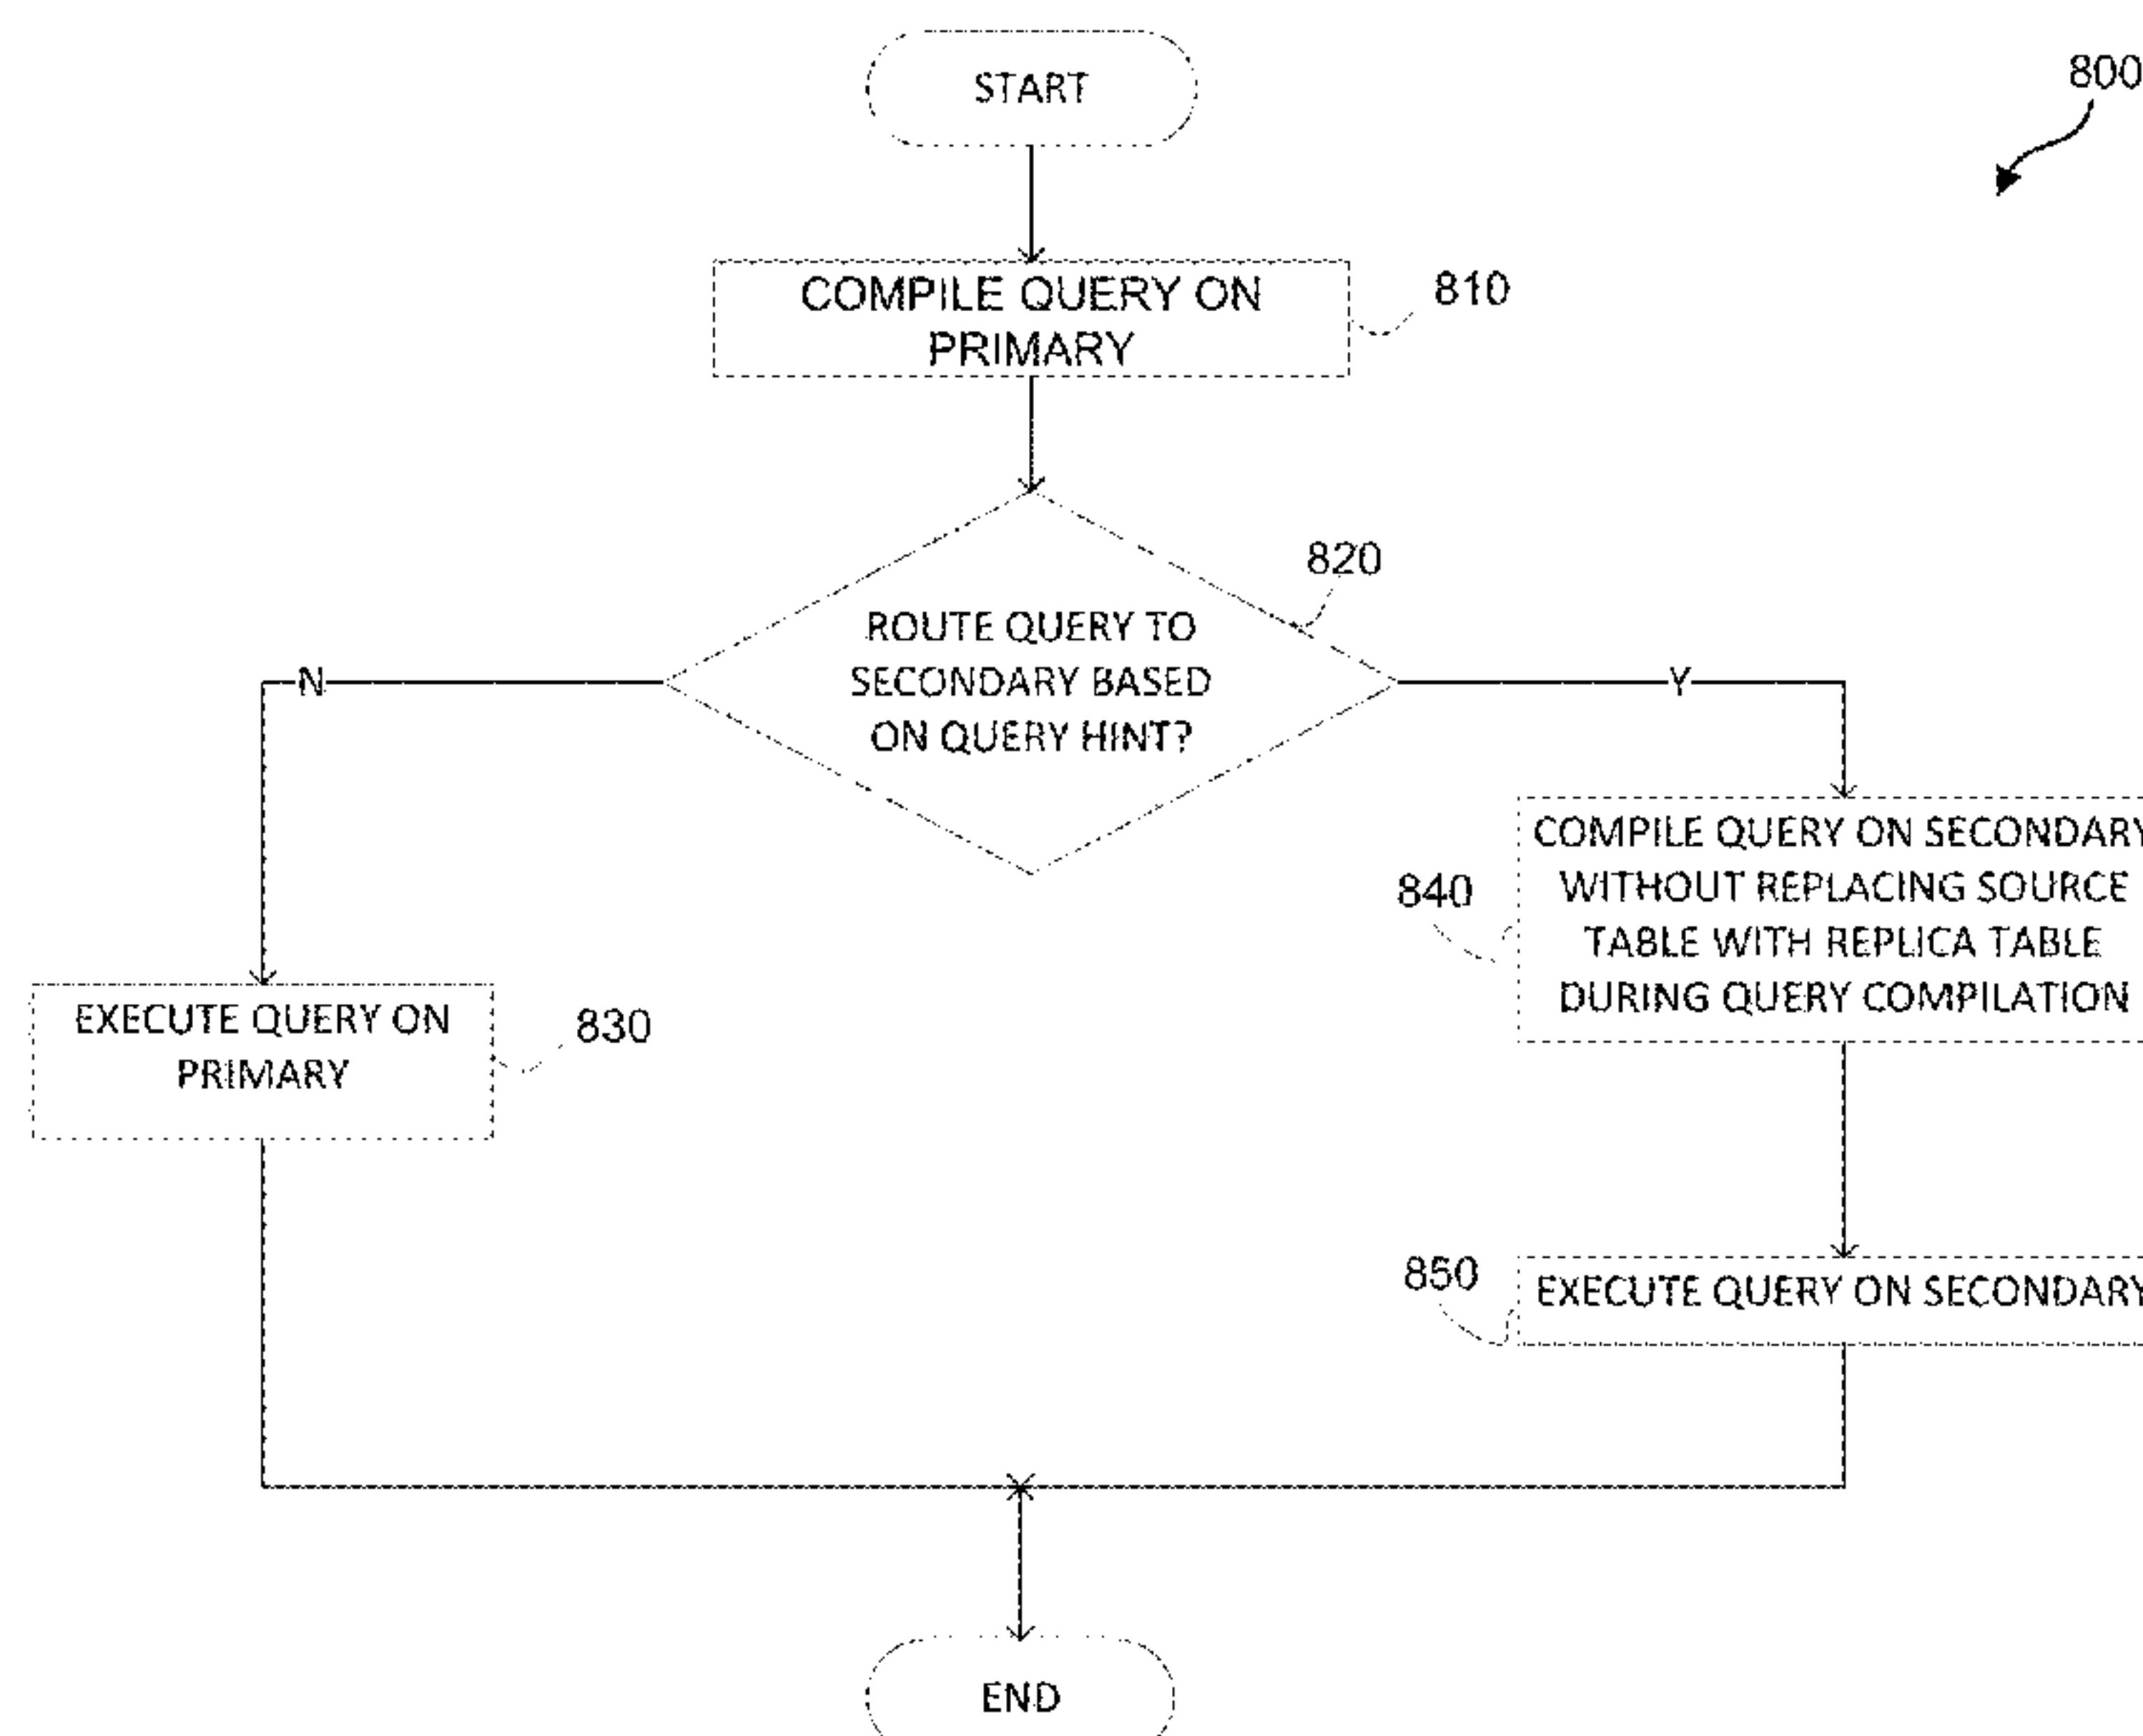 START
800
COMPILE QUERY ON
PRIMARY
810
820
ROUTE QUERY TO
SECONDARY BASED
ON QUERY HINT?
N
Y
COMPILE QUERY ON SECONDARY
WITHOUT REPLACING SOURCE
TABLE WITH REPLICA TABLE
DURING QUERY COMPILATION
840
EXECUTE QUERY ON
PRIMARY
830
850
EXECUTE QUERY ON SECONDARY
END